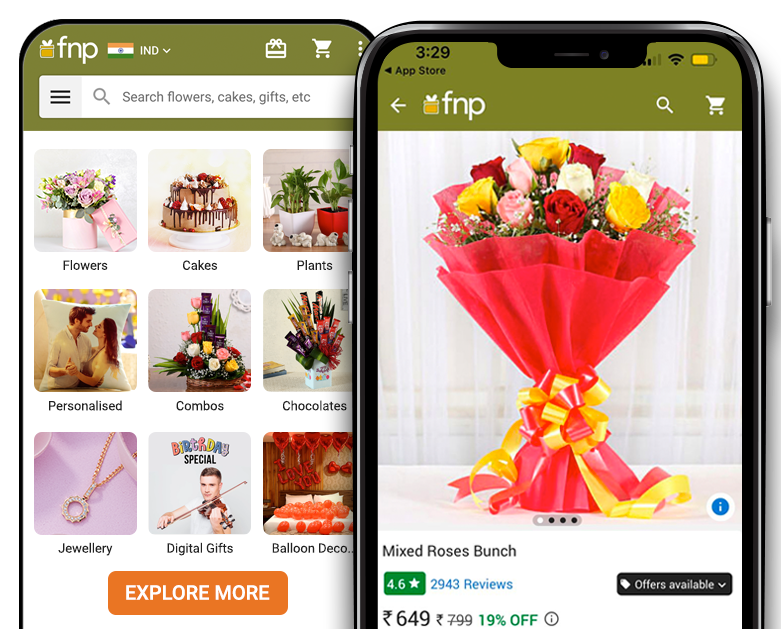 fnp
IND
Search flowers, cakes, gifts, etc
Flowers
Cakes
Plants
Personalised
Combos
Chocolates
BIRTHDAY
SPECIAL
Jewellery
Digital Gifts
Balloon Deco..
EXPLORE MORE
3:29
App Store
fnp
Mixed Roses Bunch
4.6 ★ 2943 Reviews
Offers available
₹ 649 ₹ 799 19% OFF